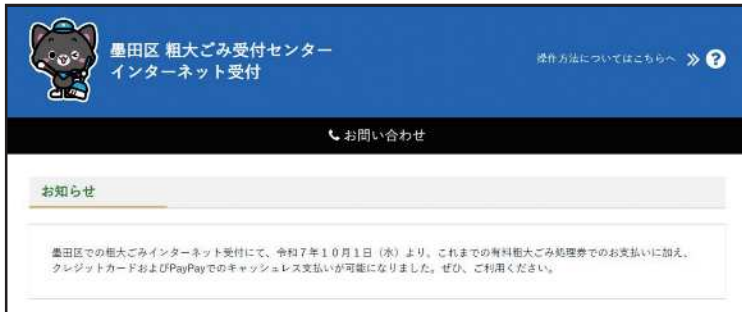 墨田区 粗大ごみ受付センター
インターネット受付
操作方法についてはこちらへ
お問い合わせ
お知らせ
墨田区での粗大ごみインターネット受付にて、令和7年10月1日（水）より、これまでの有料粗大ごみ処理券でのお支払いに加え、
クレジットカードおよびPayPayでのキャッシュレス支払いが可能になりました。ぜひ、ご利用ください。